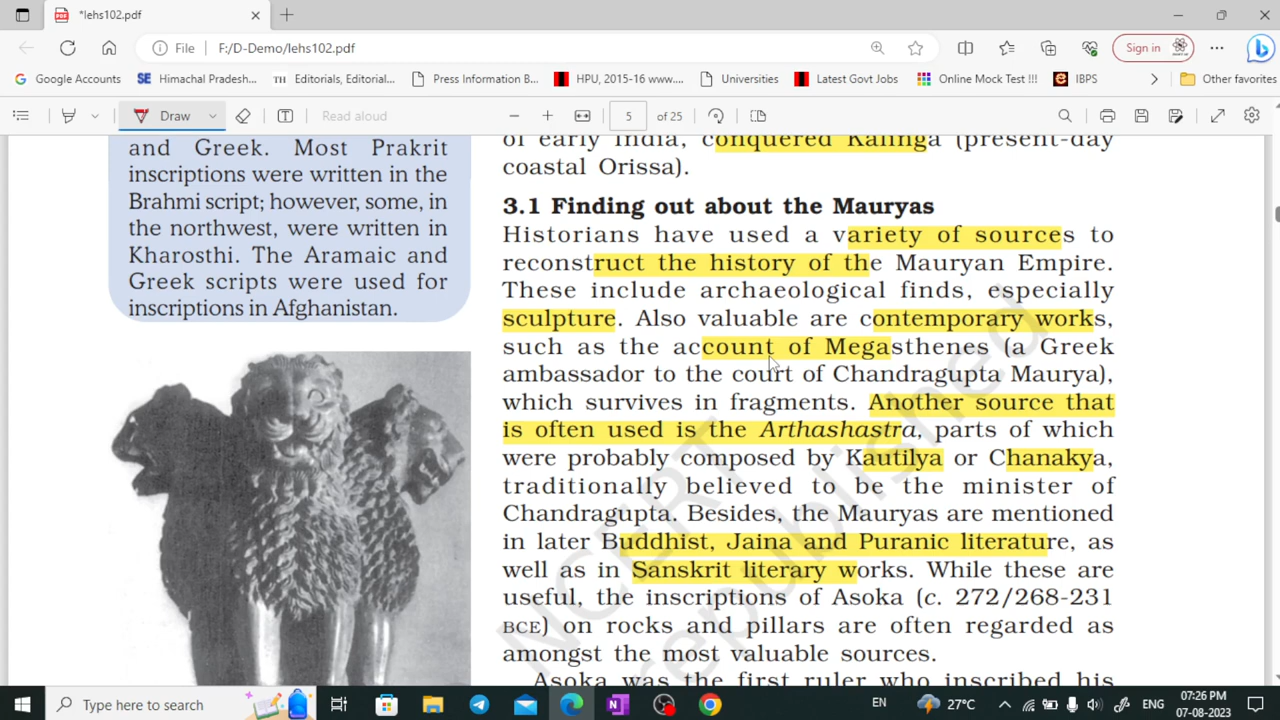 *lehs102.pdf
File
F:/D-Demo/lehs102.pdf
Sign in
Google Accounts
SE Himachal Pradesh...
TH Editorials, Editorial...
Press Information B...
HPU, 2015-16 www....
Universities
Latest Govt Jobs
Online Mock Test !!!
IBPS
Other favorites
Draw
Read aloud
5 of 25
and Greek. Most Prakrit
inscriptions were written in the
Brahmi script; however, some, in
the northwest, were written in
Kharosthi. The Aramaic and
Greek scripts were used for
inscriptions in Afghanistan.
of early India, conquered Kalinga (present-day
coastal Orissa).
3.1 Finding out about the Mauryas
Historians have used a variety of sources to
reconstruct the history of the Mauryan Empire.
These include archaeological finds, especially
sculpture. Also valuable are contemporary works,
such as the account of Megasthenes (a Greek
ambassador to the court of Chandragupta Maurya),
which survives in fragments. Another source that
is often used is the Arthashastra, parts of which
were probably composed by Kautilya or Chanakya,
traditionally believed to be the minister of
Chandragupta. Besides, the Mauryas are mentioned
in later Buddhist, Jaina and Puranic literature, as
well as in Sanskrit literary works. While these are
useful, the inscriptions of Asoka (c. 272/268-231
BCE) on rocks and pillars are often regarded as
amongst the most valuable sources.
Asoka was the first ruler who inscribed his
NCERT
republished
Type here to search
EN
27°C
ENG
07:26 PM
07-08-2023